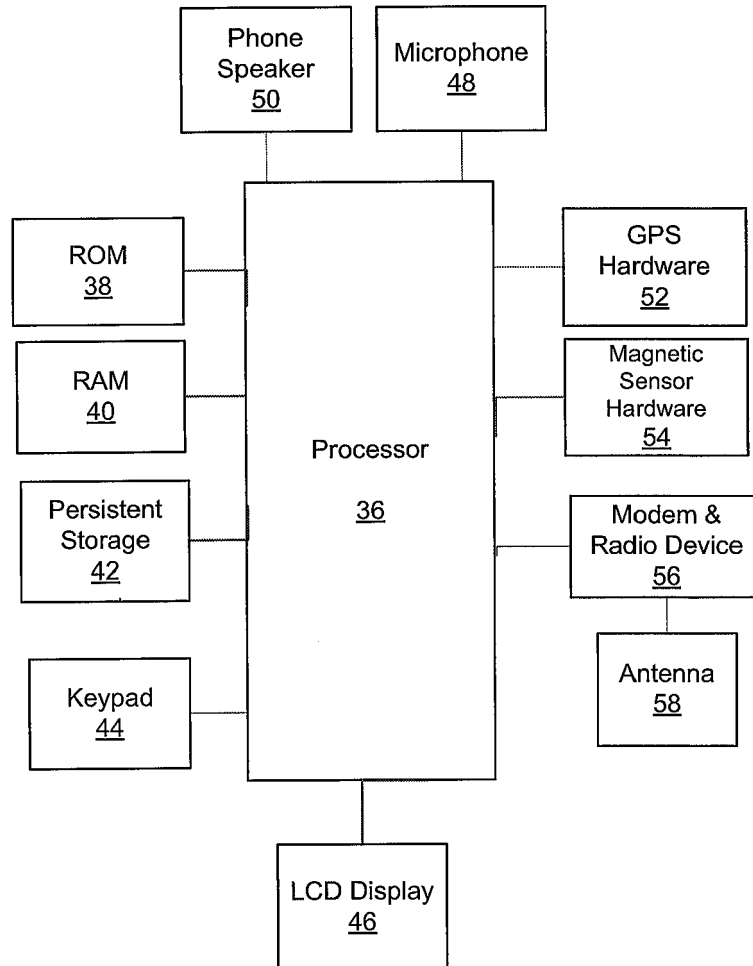 Phone
Speaker
50
Microphone
48
ROM
38
GPS
Hardware
52
RAM
40
Magnetic
Sensor
Hardware
54
Processor
36
Persistent
Storage
42
Modem &
Radio Device
56
Keypad
44
Antenna
58
LCD Display
46